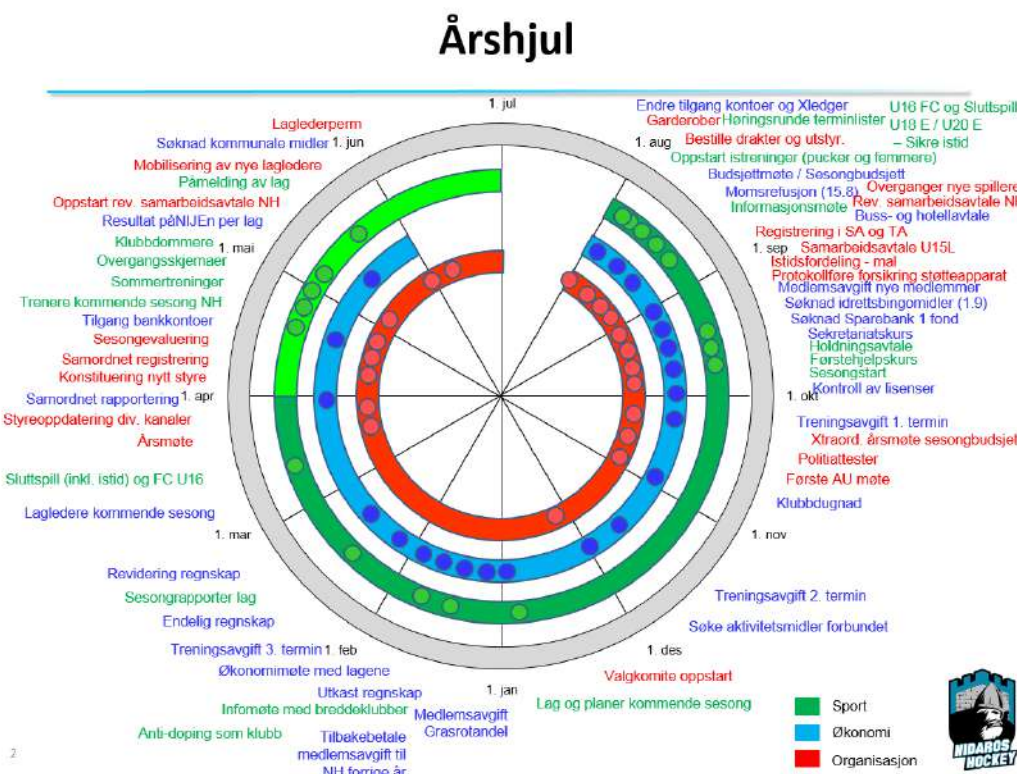 Årshjul
1. jul
Endre tilgang kontoer og Xledger
U16 FC og Sluttspill
Garderober
Høringsrunde terminlister
U18 E / U20 E
– Sikre istid
1. aug
Bestille drakter og utstyr.
Oppstart istreninger (pucker og femmere)
Budsjettmøte / Sesongbudsjett
Momsrefusjon (15.8)
Overganger nye spillere
Informasjonsmøte
Rev. samarbeidsavtale NH
Buss- og hotellavtale
Registrering i SA og TA
1. sep
Samarbeidsavtale U15L
Istidsfordeling - mal
Protokollføre forsikring støtteapparat
Medlemsavgift nye medlemmer
Søknad idrettsbingomidler (1.9)
Søknad Sparebank 1 fond
Sekretariatskurs
Holdningsavtale
Førstehjelpskurs
Sesongstart
Kontroll av lisenser
1. okt
Treningsavgift 1. termin
Xtraord. årsmøte sesongbudsjet
Politiattester
Første AU møte
Klubbdugnad
1. nov
Treningsavgift 2. termin
Søke aktivitetsmidler forbundet
1. des
Valgkomite oppstart
Lag og planer kommende sesong
1. jan
Medlemsavgift
Grasrotandel
Tilbakebetale
medlemsavgift til
NH forrige år
Utkast regnskap
Infomøte med breddeklubber
Anti-doping som klubb
Økonomimøte med lagene
Treningsavgift 3. termin
1. feb
Endelig regnskap
Sesongrapporter lag
Revidering regnskap
1. mar
Lagledere kommende sesong
Sluttspill (inkl. istid) og FC U16
Årsmøte
Styreoppdatering div. kanaler
Samordnet rapportering
1. apr
Konstituering nytt styre
Samordnet registrering
Sesongevaluering
Tilgang bankkontoer
Trenere kommende sesong NH
Sommertreninger
Overgangsskjemaer
Klubbdommere
1. mai
Resultat påNIJEn per lag
Oppstart rev. samarbeidsavtale NH
Påmelding av lag
Mobilisering av nye lagledere
Søknad kommunale midler
1. jun
Laglederperm
Sport
Økonomi
Organisasjon
NIDAROS
HOCKEY
2